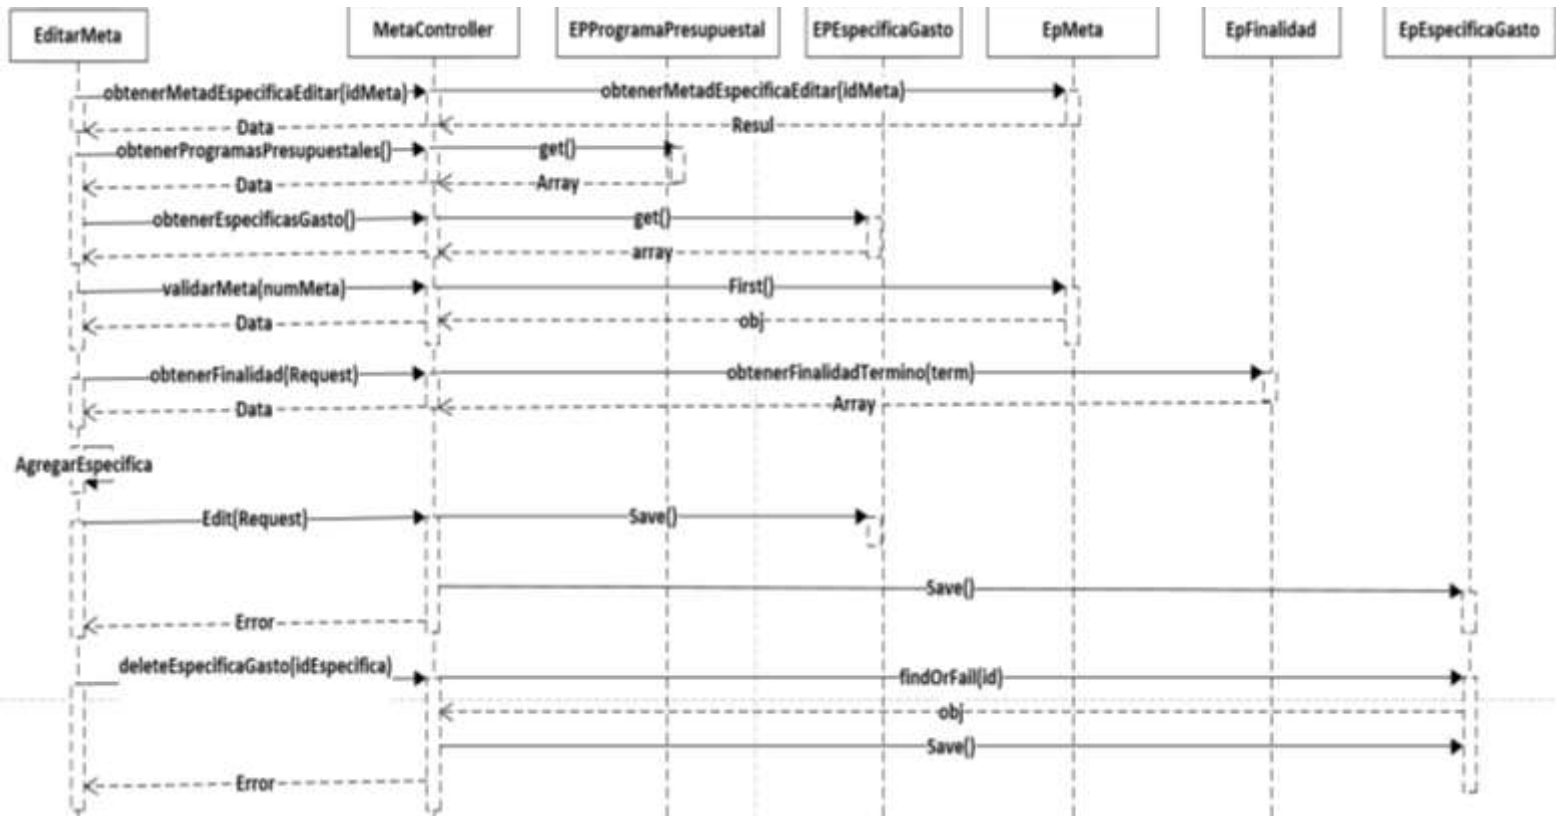 EditarMeta
MetaController
EPProgramaPresupuestal
EPEspecificaGasto
EpMeta
EpFinalidad
EpEspecificaGasto
obtenerMetadEspecificaEditar(idMeta)
obtenerMetadEspecificaEditar(idMeta)
Data
Resul
obtenerProgramasPresupuestales()
get()
Data
Array
obtenerEspecificasGasto()
get()
array
validarMeta(numMeta)
First()
Data
obj
obtenerFinalidad(Request)
obtenerFinalidadTermino(term)
Data
Array
AgregarEspecifica
Edit(Request)
Save()
Save()
Error
deleteEspecificaGasto(idEspecifica)
findOrFail(id)
obj
Save()
Error